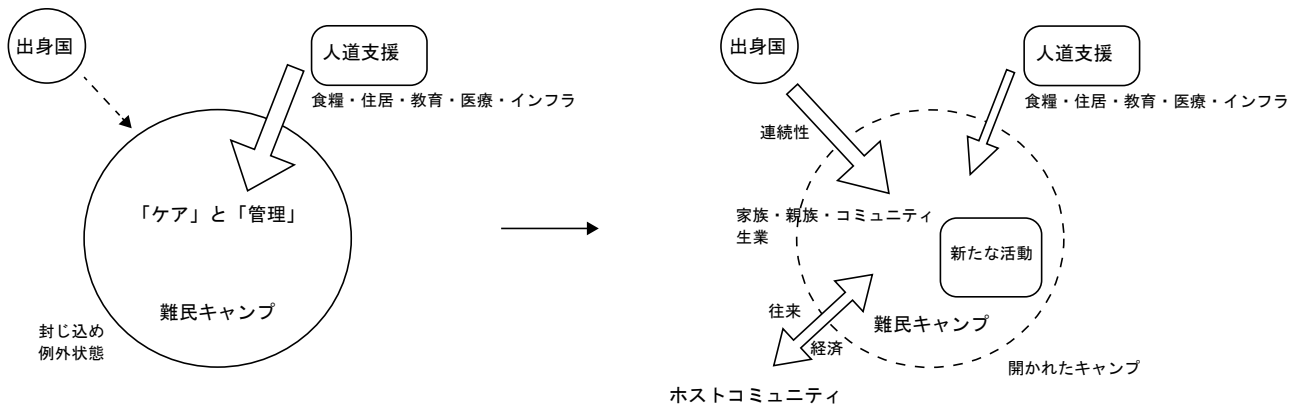 出身国
人道支援
食糧・住居・教育・医療・インフラ
「ケア」と「管理」
難民キャンプ
封じ込め
例外状態
出身国
人道支援
食糧・住居・教育・医療・インフラ
連続性
家族・親族・コミュニティ
生業
新たな活動
往来
難民キャンプ
経済
開かれたキャンプ
ホストコミュニティ